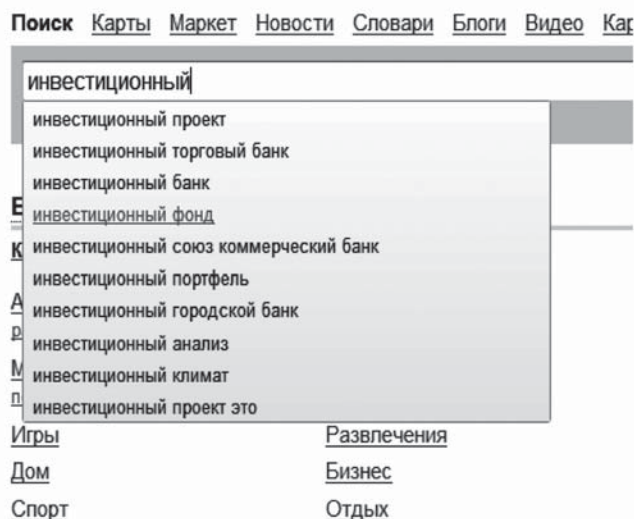 Поиск Карты Маркет Новости Словари Блоги Видео
инвестиционный
инвестиционный проект
инвестиционный торговый банк
инвестиционный банк
инвестиционный фонд
инвестиционный союз коммерческий банк
инвестиционный портфель
инвестиционный городской банк
инвестиционный анализ
инвестиционный климат
инвестиционный проект это
Игры Развлечения
Дом Бизнес
Спорт Отдых